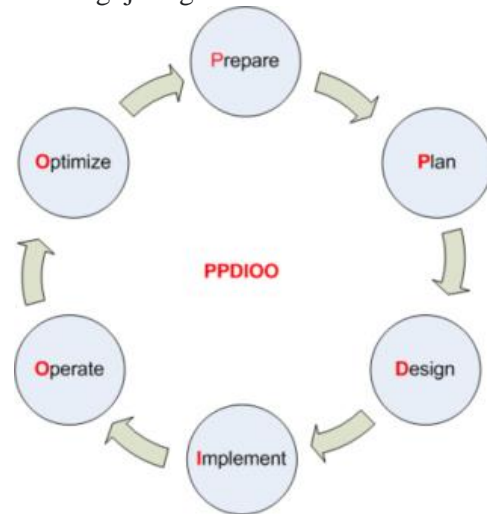 Prepare
Plan
Design
Implement
Operate
Optimize
PPDIOO